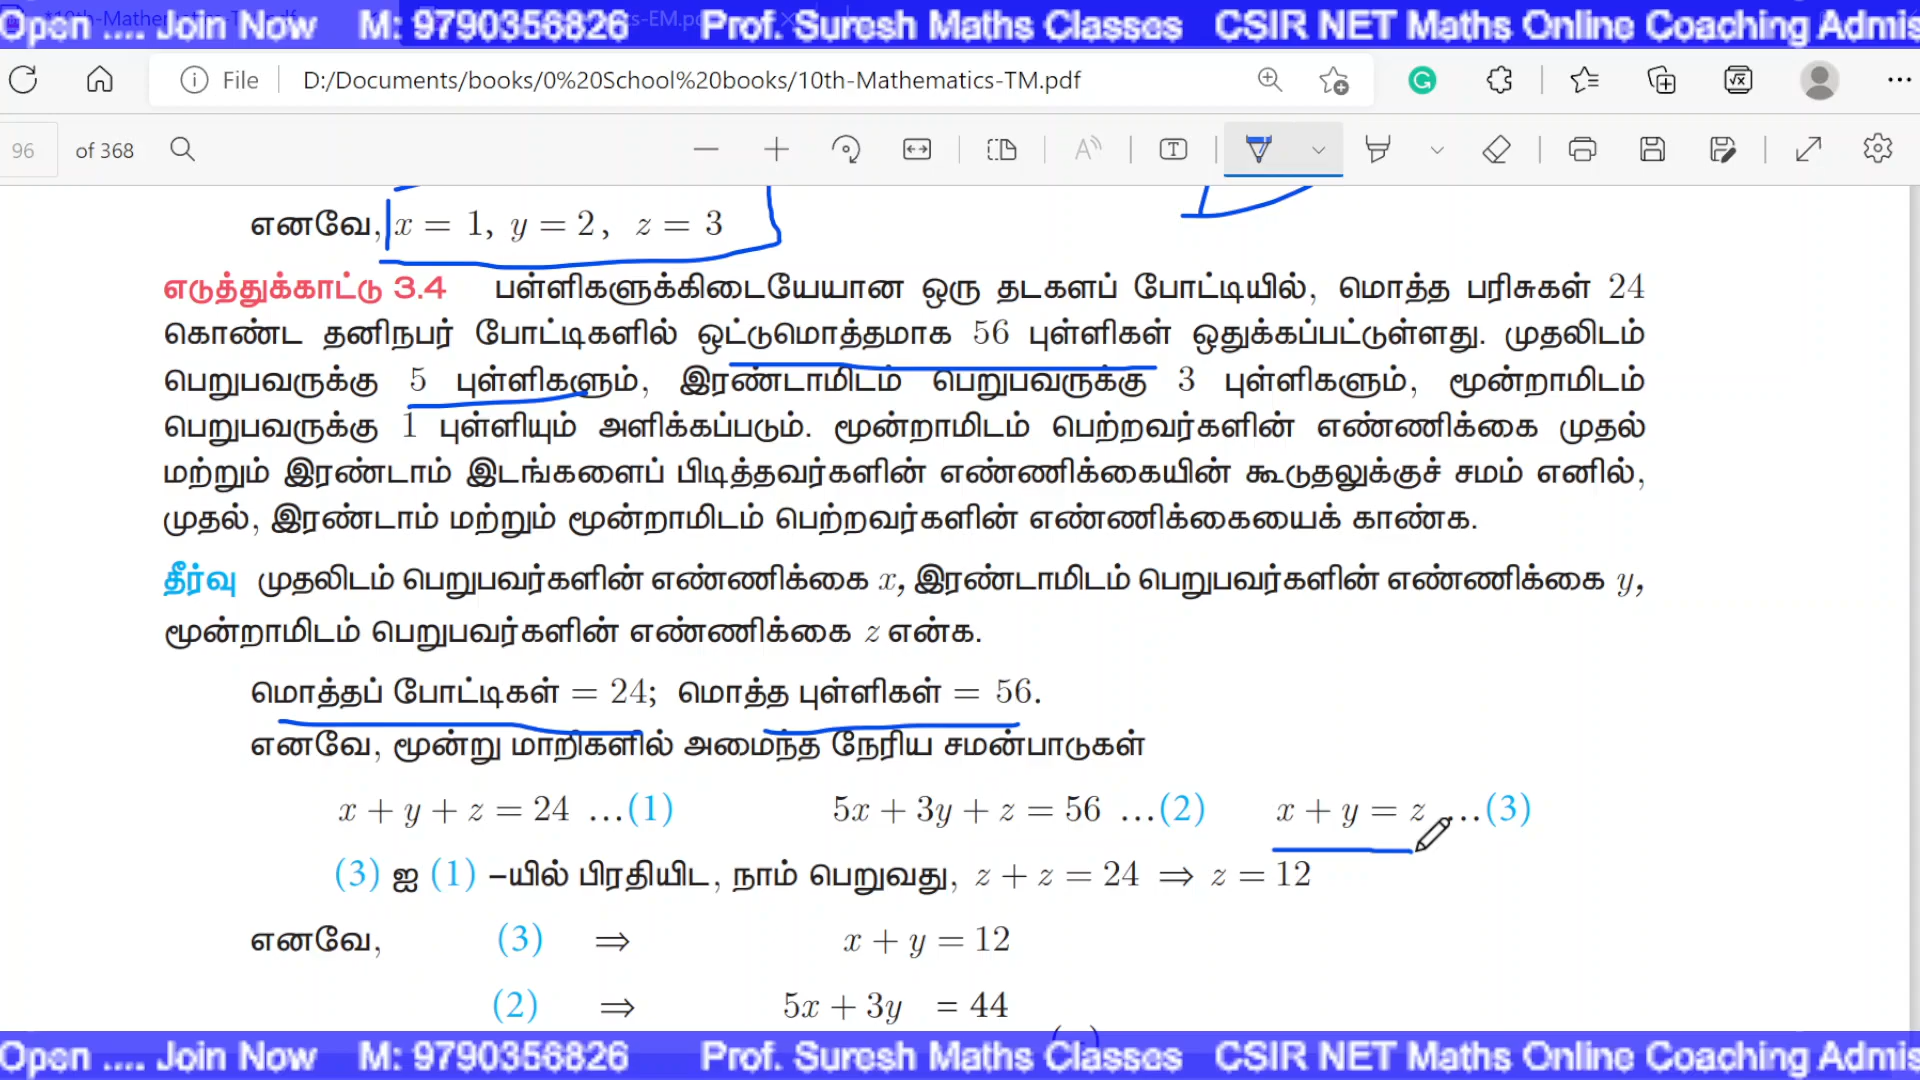 Open .... Join Now M: 9790356826 Prof. Suresh Maths Classes CSIR NET Maths Online Coaching Admis
File D:/Documents/books/0%20School%20books/10th-Mathematics-TM.pdf
96 of 368
எனவே, x = 1, y = 2, z = 3
எடுத்துக்காட்டு 3.4 பள்ளிகளுக்கிடையேயான ஒரு தடகளப் போட்டியில், மொத்த பரிசுகள் 24
கொண்ட தனிநபர் போட்டிகளில் ஒட்டுமொத்தமாக 56 புள்ளிகள் ஒதுக்கப்பட்டுள்ளது. முதலிடம்
பெறுபவருக்கு 5 புள்ளிகளும், இரண்டாமிடம் பெறுபவருக்கு 3 புள்ளிகளும், மூன்றாமிடம்
பெறுபவருக்கு 1 புள்ளியும் அளிக்கப்படும். மூன்றாமிடம் பெற்றவர்களின் எண்ணிக்கை முதல்
மற்றும் இரண்டாம் இடங்களைப் பிடித்தவர்களின் எண்ணிக்கையின் கூடுதலுக்குச் சமம் எனில்,
முதல், இரண்டாம் மற்றும் மூன்றாமிடம் பெற்றவர்களின் எண்ணிக்கையைக் காண்க.
தீர்வு முதலிடம் பெறுபவர்களின் எண்ணிக்கை x, இரண்டாமிடம் பெறுபவர்களின் எண்ணிக்கை y,
மூன்றாமிடம் பெறுபவர்களின் எண்ணிக்கை z என்க.
மொத்தப் போட்டிகள் = 24; மொத்த புள்ளிகள் = 56.
எனவே, மூன்று மாறிகளில் அமைந்த நேரிய சமன்பாடுகள்
x + y + z = 24 ...(1) 5x + 3y + z = 56 ...(2) x + y = z ...(3)
(3) ஐ (1) –யில் பிரதியிட, நாம் பெறுவது, z + z = 24 ⇒ z = 12
எனவே, (3) ⇒ x + y = 12
(2) ⇒ 5x + 3y = 44
Open .... Join Now M: 9790356826 Prof. Suresh Maths Classes CSIR NET Maths Online Coaching Admis